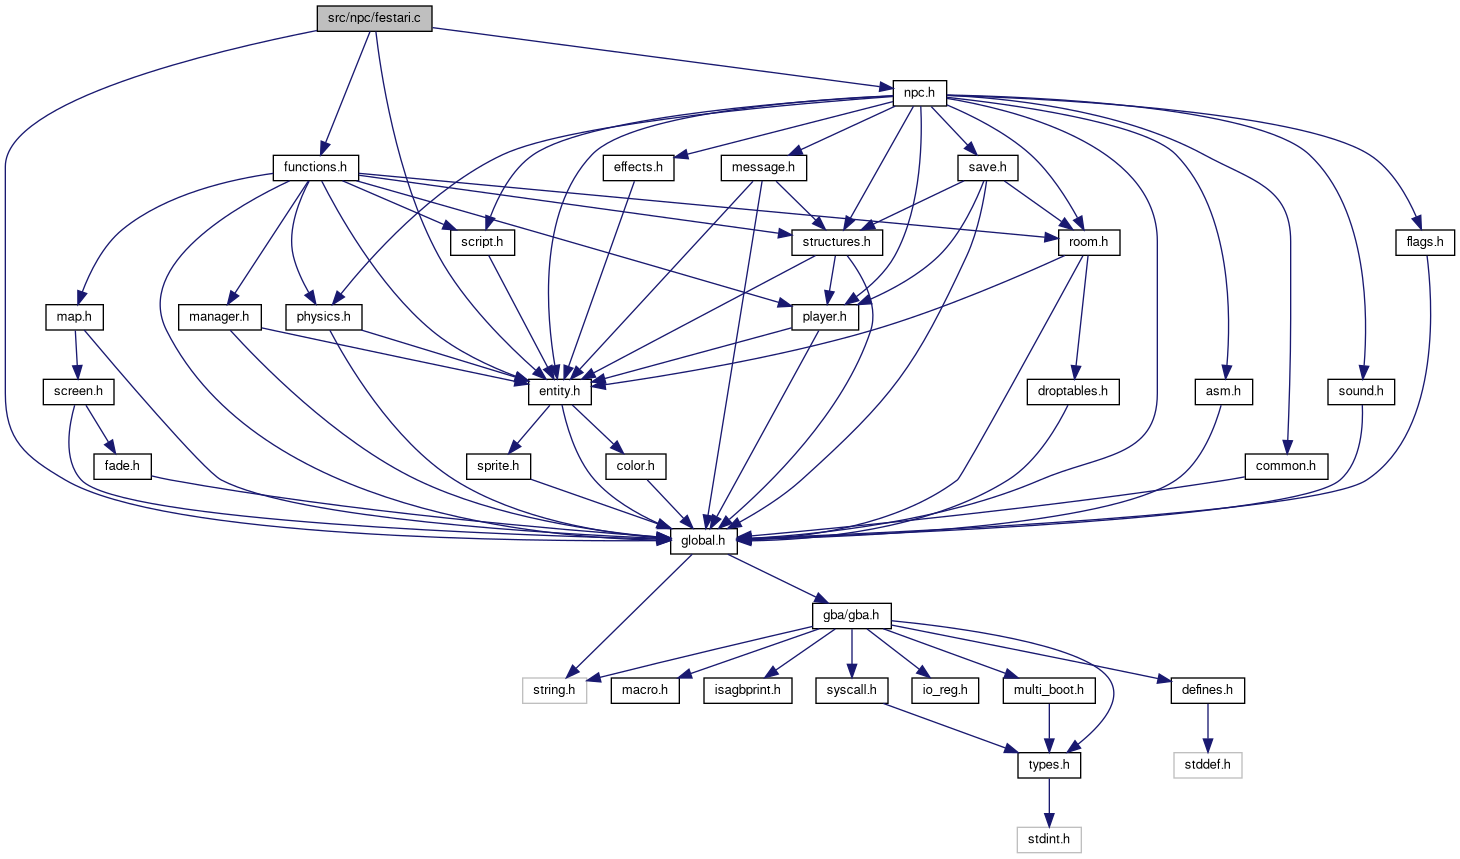 src/npc/festari.c
npc.h
functions.h
effects.h
message.h
save.h
script.h
structures.h
room.h
flags.h
map.h
manager.h
physics.h
player.h
screen.h
entity.h
droptables.h
asm.h
sound.h
fade.h
sprite.h
color.h
common.h
global.h
gba/gba.h
string.h
macro.h
isagbprint.h
syscall.h
io_reg.h
multi_boot.h
defines.h
types.h
stddef.h
stdint.h